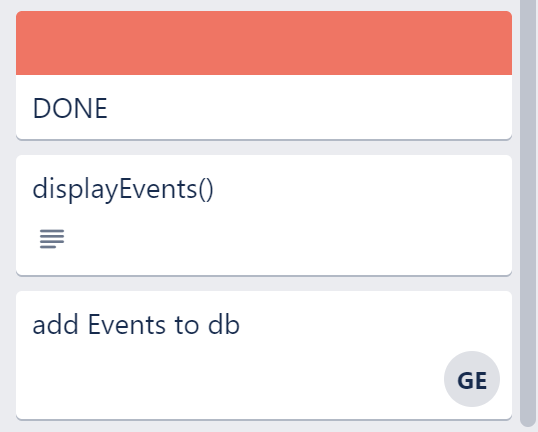 DONE
displayEvents()
add Events to db
GE